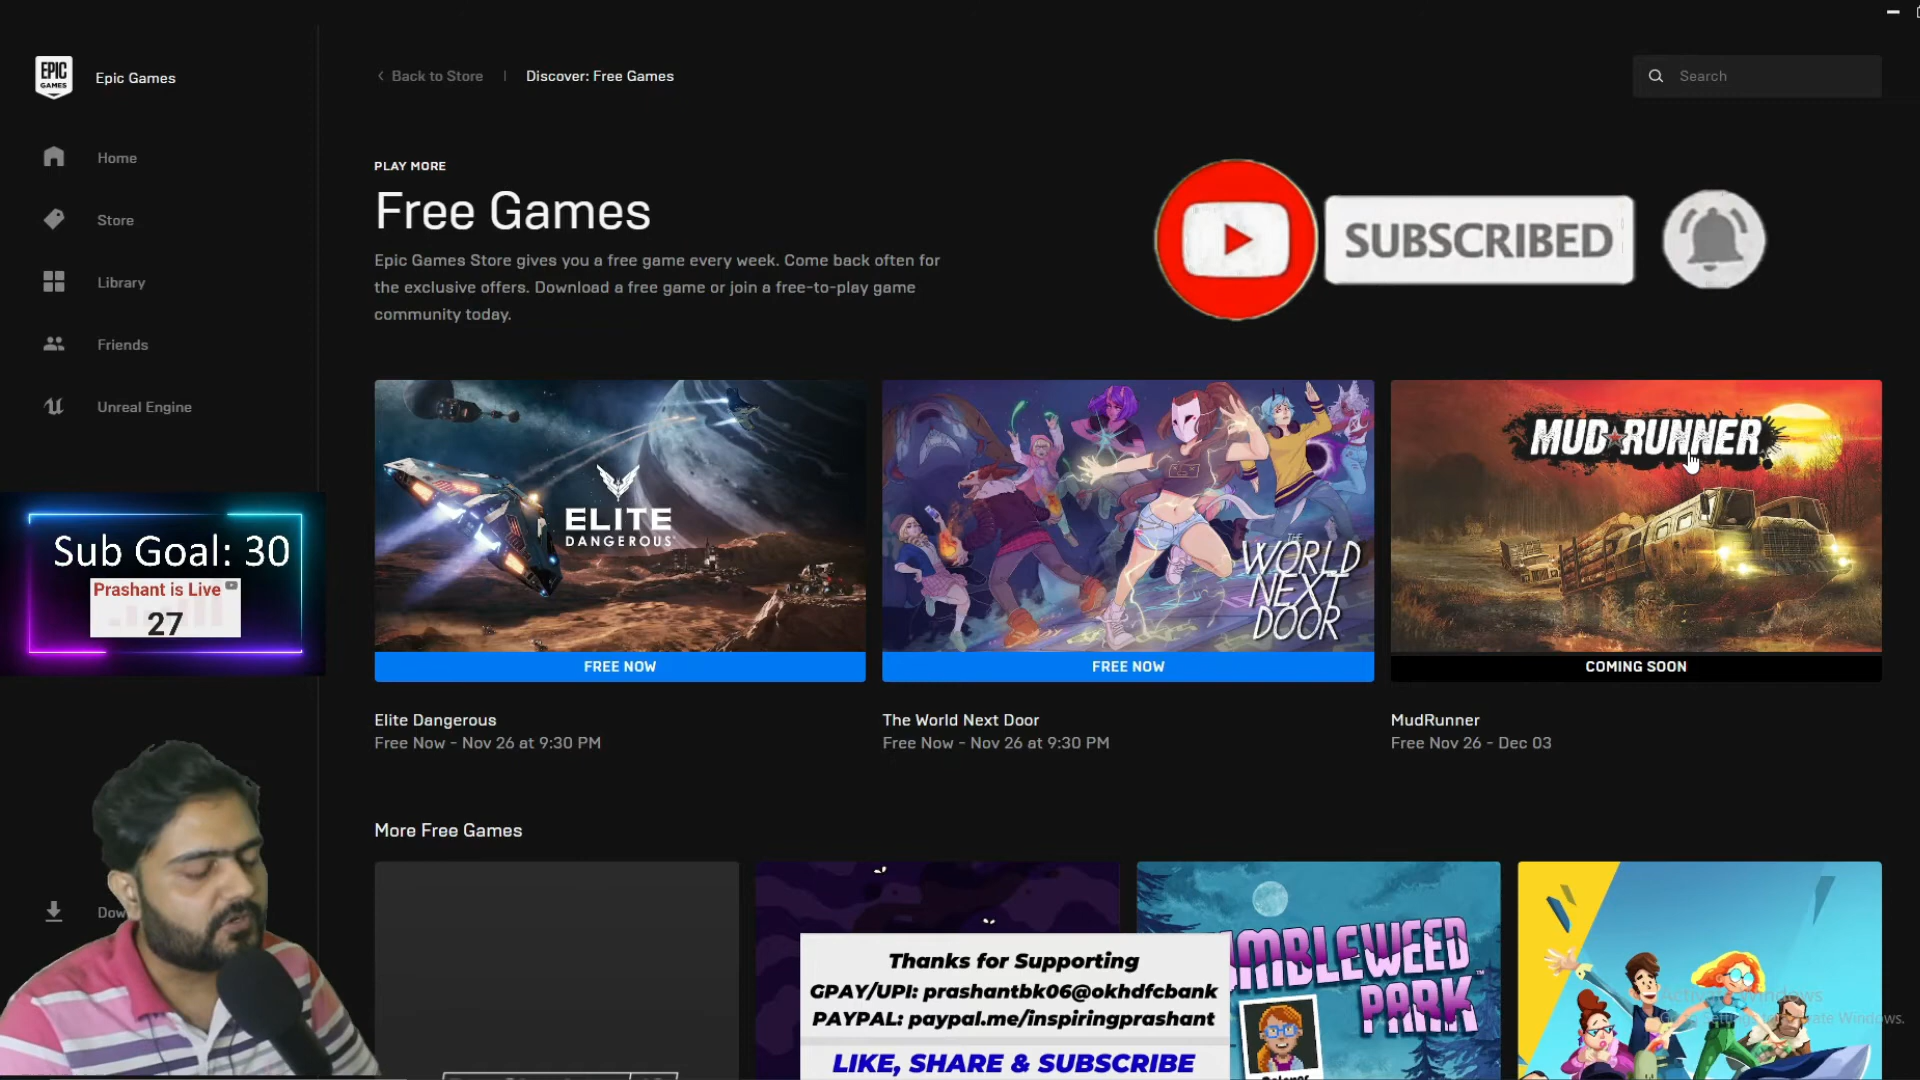 EPIC
GAMES
Epic Games
Back to Store
Discover: Free Games
Search
Home
Store
Library
Friends
Unreal Engine
PLAY MORE
Free Games
Epic Games Store gives you a free game every week. Come back often for
the exclusive offers. Download a free game or join a free-to-play game
community today.
SUBSCRIBED
Sub Goal: 30
Prashant is Live
27
ELITE
DANGEROUS
FREE NOW
THE
WORLD
NEXT
DOOR
FREE NOW
MUDRUNNER
COMING SOON
Elite Dangerous
Free Now - Nov 26 at 9:30 PM
The World Next Door
Free Now - Nov 26 at 9:30 PM
MudRunner
Free Nov 26 - Dec 03
More Free Games
Dow
MBLEWEED
PARK
Thanks for Supporting
GPAY/UPI: prashantbk06@okhdfcbank
PAYPAL: paypal.me/inspiringprashant
LIKE, SHARE & SUBSCRIBE